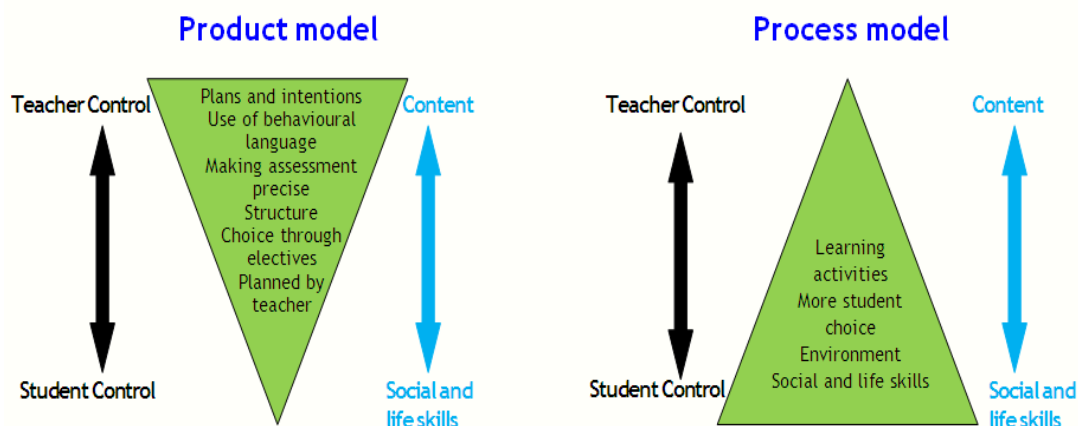 Product model
Teacher Control
Plans and intentions
Use of behavioural
language
Making assessment
precise
Structure
Choice through
electives
Planned by
teacher
Content
Student Control
Social and
life skills
Process model
Teacher Control
Content
Learning
activities
More student
choice
Environment
Social and life skills
Student Control
Social and
life skills